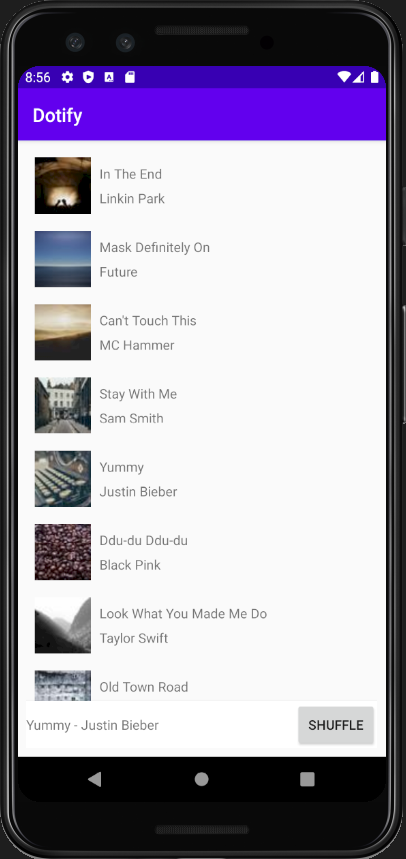 8:56
Dotify
In The End
Linkin Park
Mask Definitely On
Future
Can't Touch This
MC Hammer
Stay With Me
Sam Smith
Yummy
Justin Bieber
Ddu-du Ddu-du
Black Pink
Look What You Made Me Do
Taylor Swift
Old Town Road
Yummy - Justin Bieber
SHUFFLE